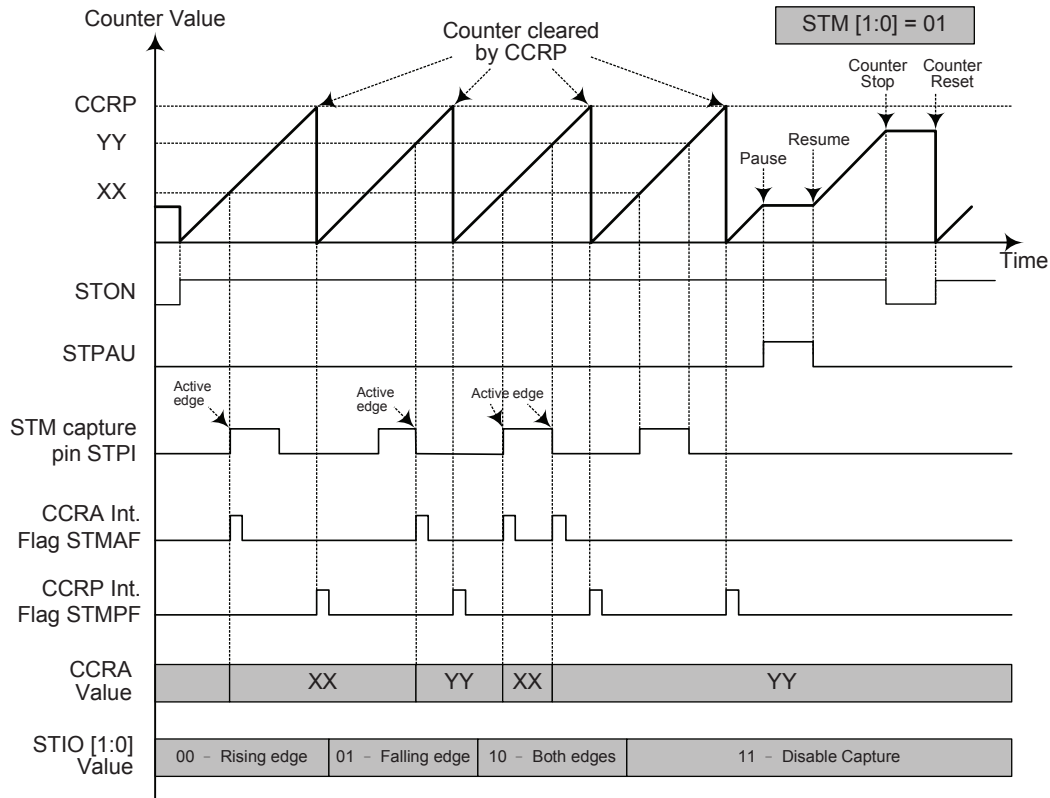 Counter Value
STM [1:0] = 01
Counter cleared
by CCRP
Counter
Stop
Counter
Reset
CCRP
YY
XX
Pause
Resume
Time
STON
STPAU
Active
edge
Active
edge
Active edge
STM capture
pin STPI
CCRA Int.
Flag STMAF
CCRP Int.
Flag STMPF
CCRA
Value
XX
YY
XX
YY
STIO [1:0]
Value
00 – Rising edge
01 – Falling edge
10 – Both edges
11 – Disable Capture